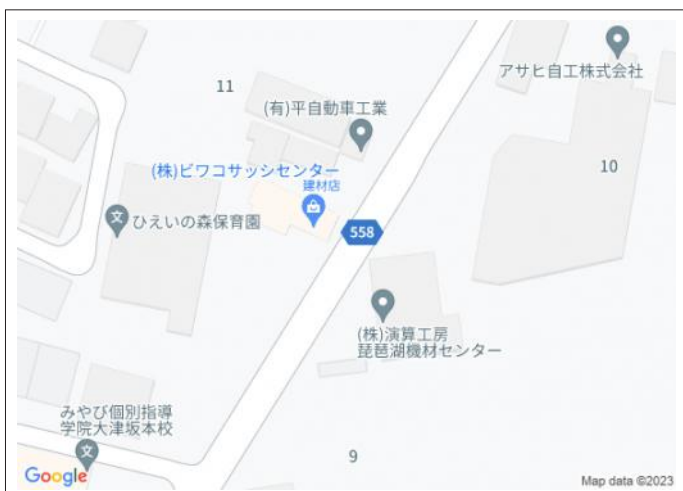 アサヒ自工株式会社
11
(有)平自動車工業
10
(株)ビワコサッシセンター
建材店
ひえいの森保育園
558
(株)演算工房
琵琶湖機材センター
みやび個別指導
学院大津坂本校
9
Google
Map data ©2023